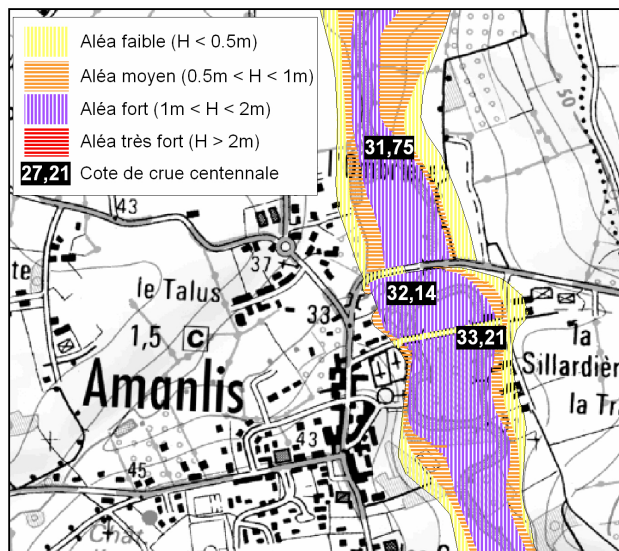 Aléa faible (H < 0.5m)
Aléa moyen (0.5m < H < 1m)
Aléa fort (1m < H < 2m)
Aléa très fort (H > 2m)
27,21 Cote de crue centennale
50
31,75
43
37
te
le Talus
32,14
33
33,21
1,5 C
la
Sillardière
Amanlis
la Tr
43
45
Chât